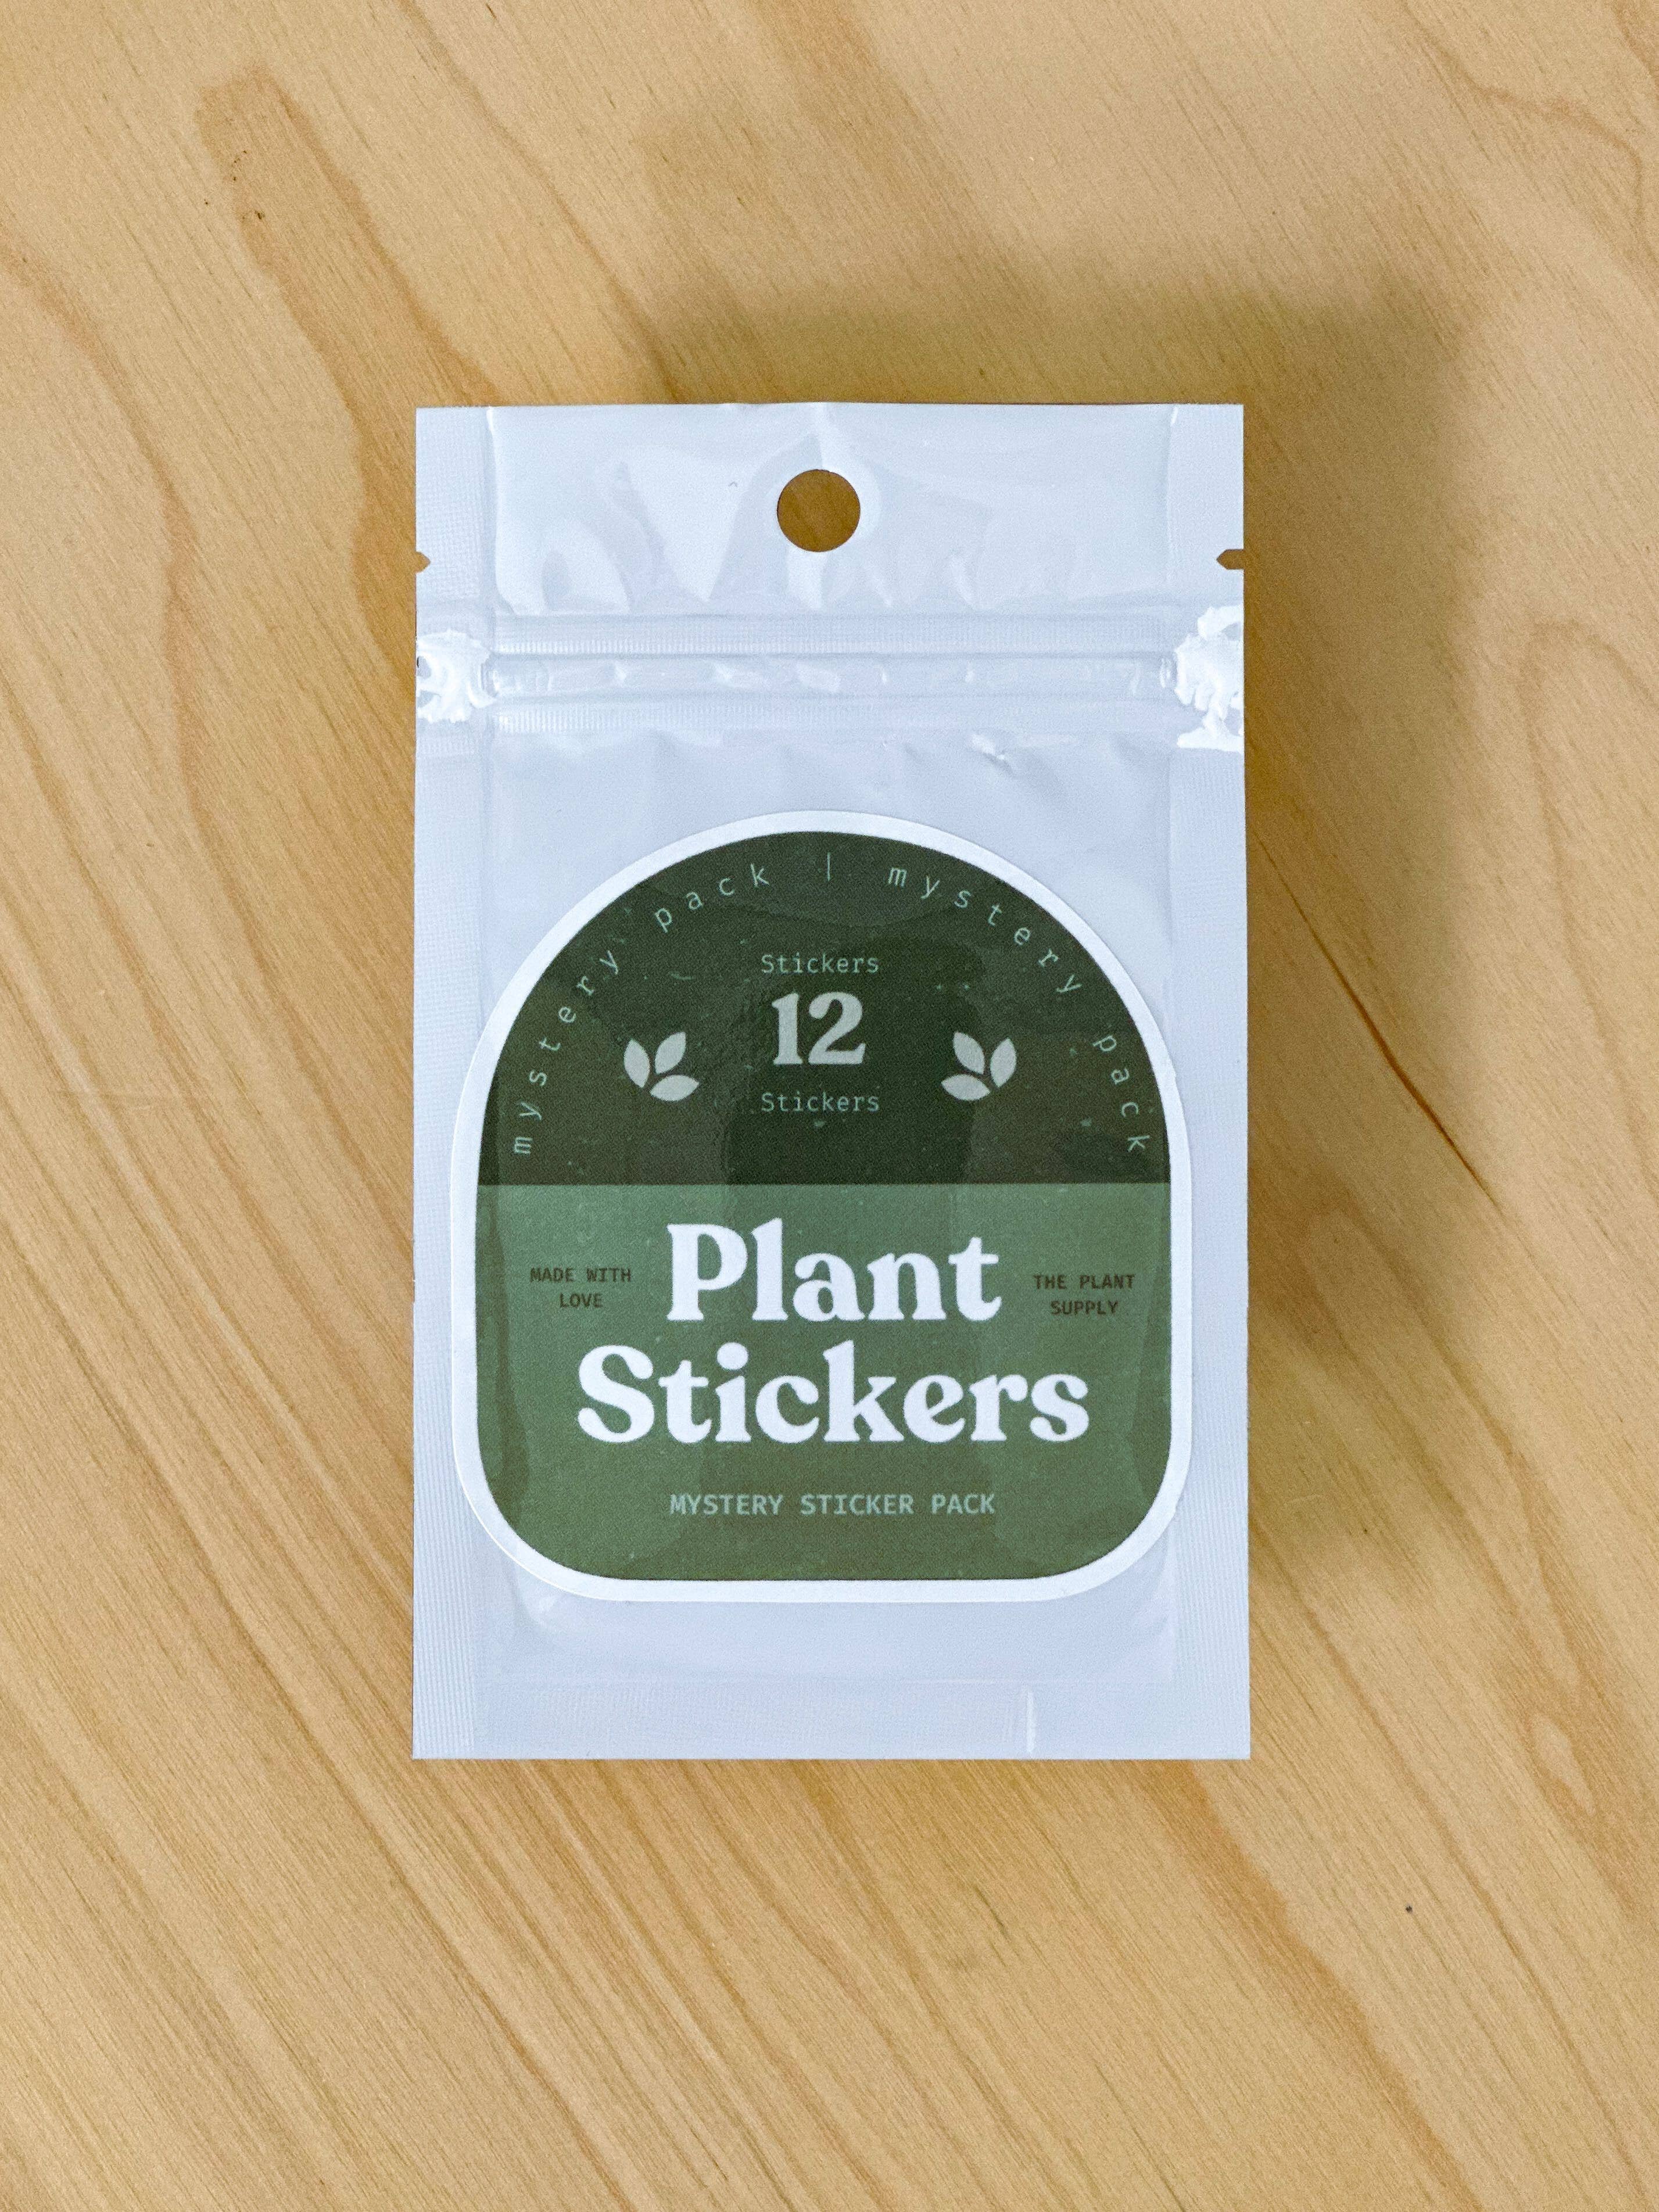 mystery pack | mystery pack
Stickers
12
Stickers
MADE WITH
LOVE
Plant
Stickers
THE PLANT
SUPPLY
MYSTERY STICKER PACK